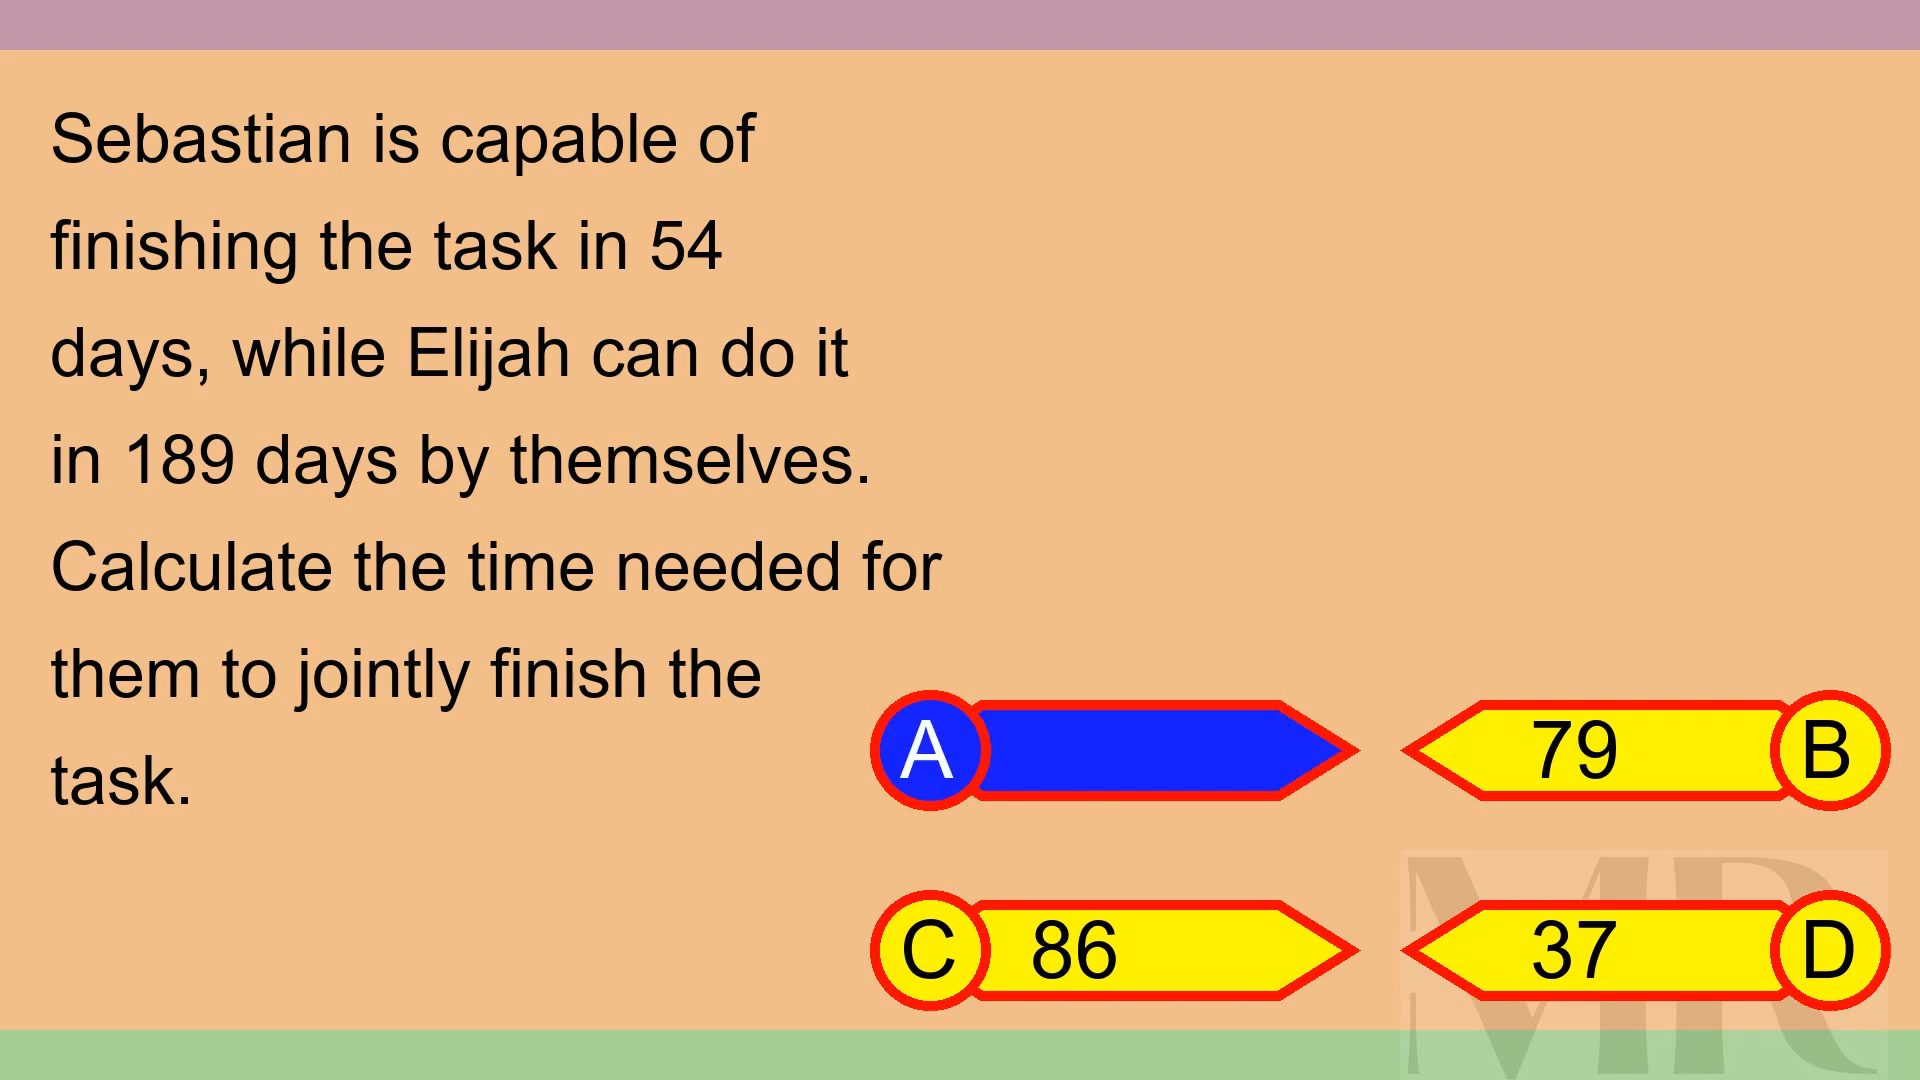 Sebastian is capable of
finishing the task in 54
days, while Elijah can do it
in 189 days by themselves.
Calculate the time needed for
them to jointly finish the
task.
A
79 B
C 86
37 D
MR